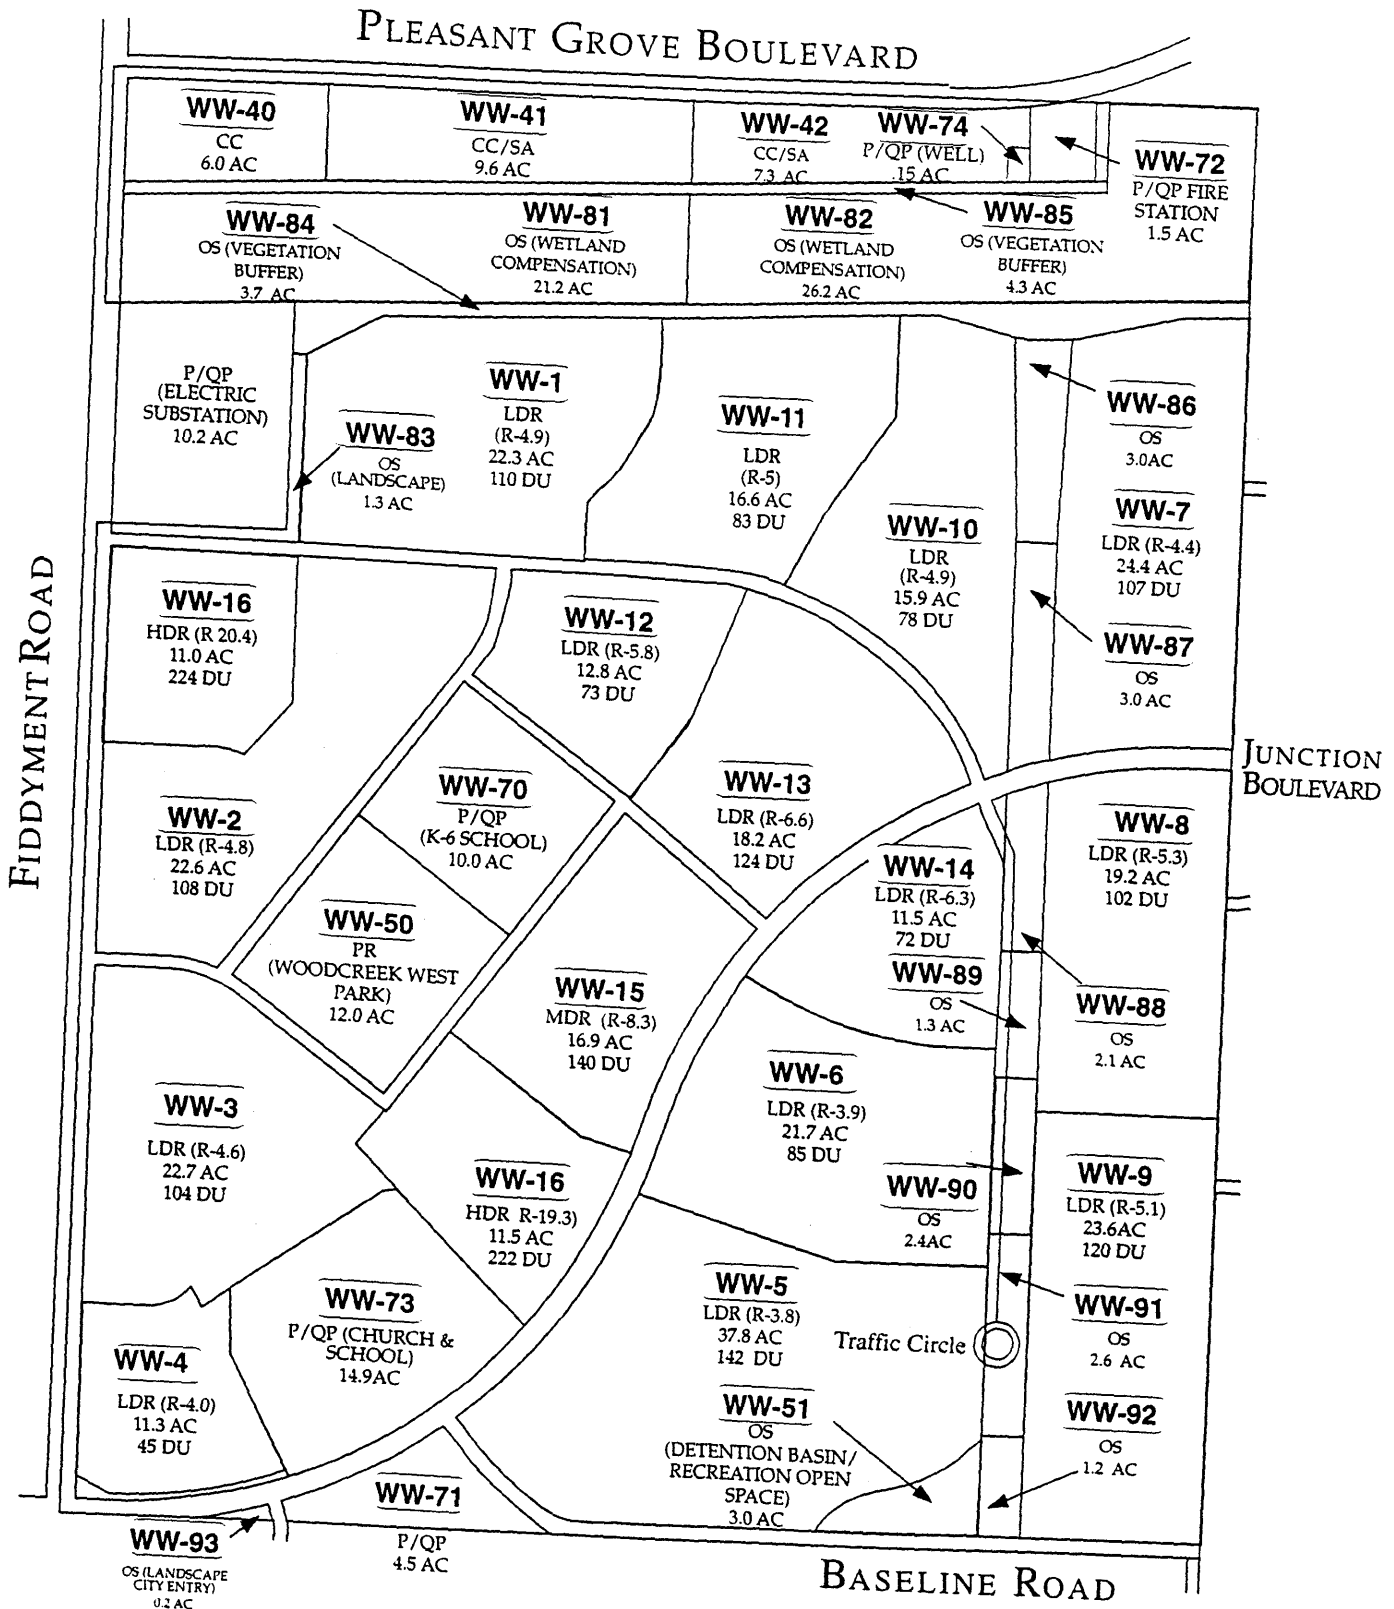 PLEASANT GROVE BOULEVARD
WW-40
CC
6.0 AC
WW-41
CC/SA
9.6 AC
WW-42
CC/SA
7.3 AC
WW-74
P/QP (WELL)
.15 AC
WW-72
P/QP FIRE
STATION
1.5 AC
WW-84
OS (VEGETATION
BUFFER)
3.7 AC
WW-81
OS (WETLAND
COMPENSATION)
21.2 AC
WW-82
OS (WETLAND
COMPENSATION)
26.2 AC
WW-85
OS (VEGETATION
BUFFER)
4.3 AC
P/QP
(ELECTRIC
SUBSTATION)
10.2 AC
WW-83
OS
(LANDSCAPE)
1.3 AC
WW-1
LDR
(R-4.9)
22.3 AC
110 DU
WW-11
LDR
(R-5)
16.6 AC
83 DU
WW-10
LDR
(R-4.9)
15.9 AC
78 DU
WW-86
OS
3.0AC
WW-7
LDR (R-4.4)
24.4 AC
107 DU
WW-87
OS
3.0 AC
FIDDYMENT ROAD
WW-16
HDR (R 20.4)
11.0 AC
224 DU
WW-12
LDR (R-5.8)
12.8 AC
73 DU
JUNCTION
BOULEVARD
WW-2
LDR (R-4.8)
22.6 AC
108 DU
WW-70
P/QP
(K-6 SCHOOL)
10.0 AC
WW-13
LDR (R-6.6)
18.2 AC
124 DU
WW-14
LDR (R-6.3)
11.5 AC
72 DU
WW-8
LDR (R-5.3)
19.2 AC
102 DU
WW-50
PR
(WOODCREEK WEST
PARK)
12.0 AC
WW-15
MDR (R-8.3)
16.9 AC
140 DU
WW-89
OS
1.3 AC
WW-88
OS
2.1 AC
WW-3
LDR (R-4.6)
22.7 AC
104 DU
WW-6
LDR (R-3.9)
21.7 AC
85 DU
WW-16
HDR R-19.3)
11.5 AC
222 DU
WW-90
OS
2.4AC
WW-9
LDR (R-5.1)
23.6AC
120 DU
WW-73
P/QP (CHURCH &
SCHOOL)
14.9AC
WW-5
LDR (R-3.8)
37.8 AC
142 DU
Traffic Circle
WW-91
OS
2.6 AC
WW-4
LDR (R-4.0)
11.3 AC
45 DU
WW-51
OS
(DETENTION BASIN/
RECREATION OPEN
SPACE)
3.0 AC
WW-92
OS
1.2 AC
WW-71
P/QP
4.5 AC
WW-93
OS (LANDSCAPE
CITY ENTRY)
0.2 AC
BASELINE ROAD